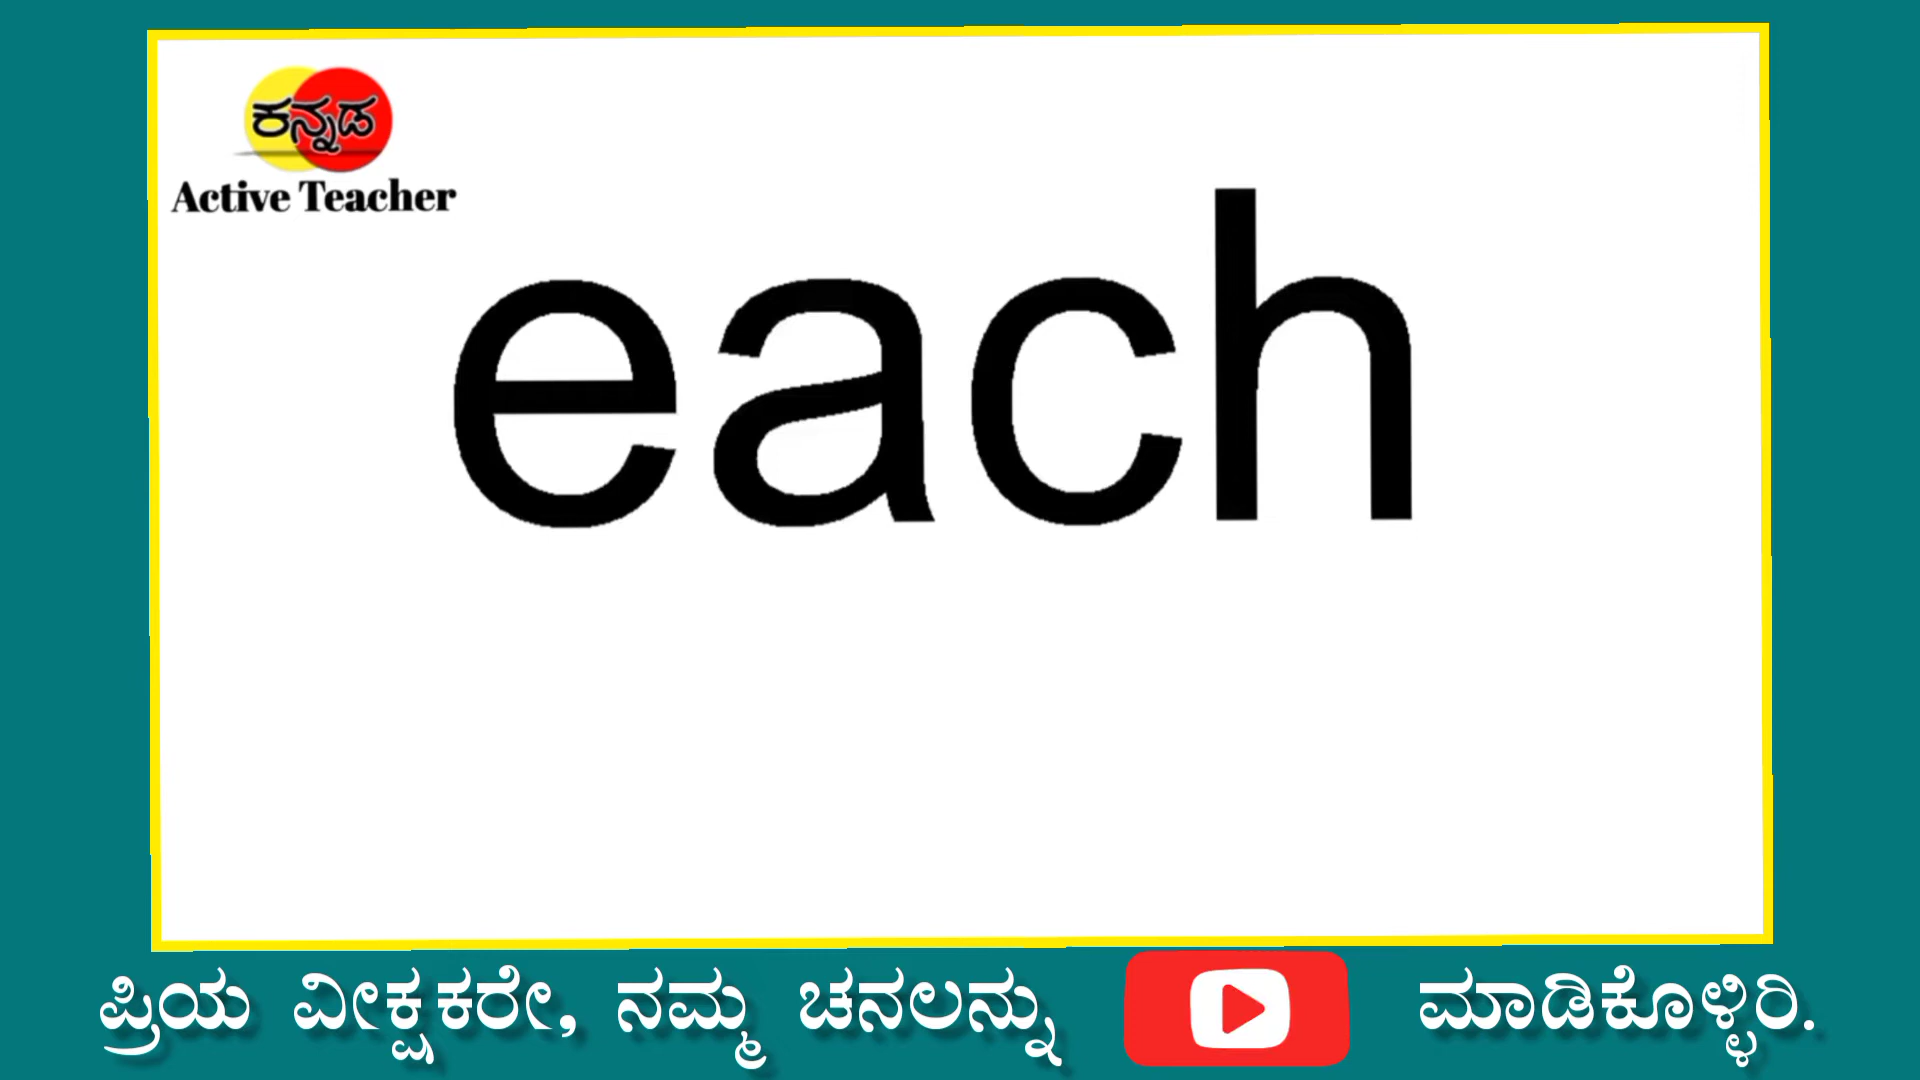 ಕನ್ನಡ
Active Teacher
each
ಪ್ರಿಯ ವೀಕ್ಷಕರೇ, ನಮ್ಮ ಚನಲನ್ನು ಮಾಡಿಕೊಳ್ಳಿರಿ.